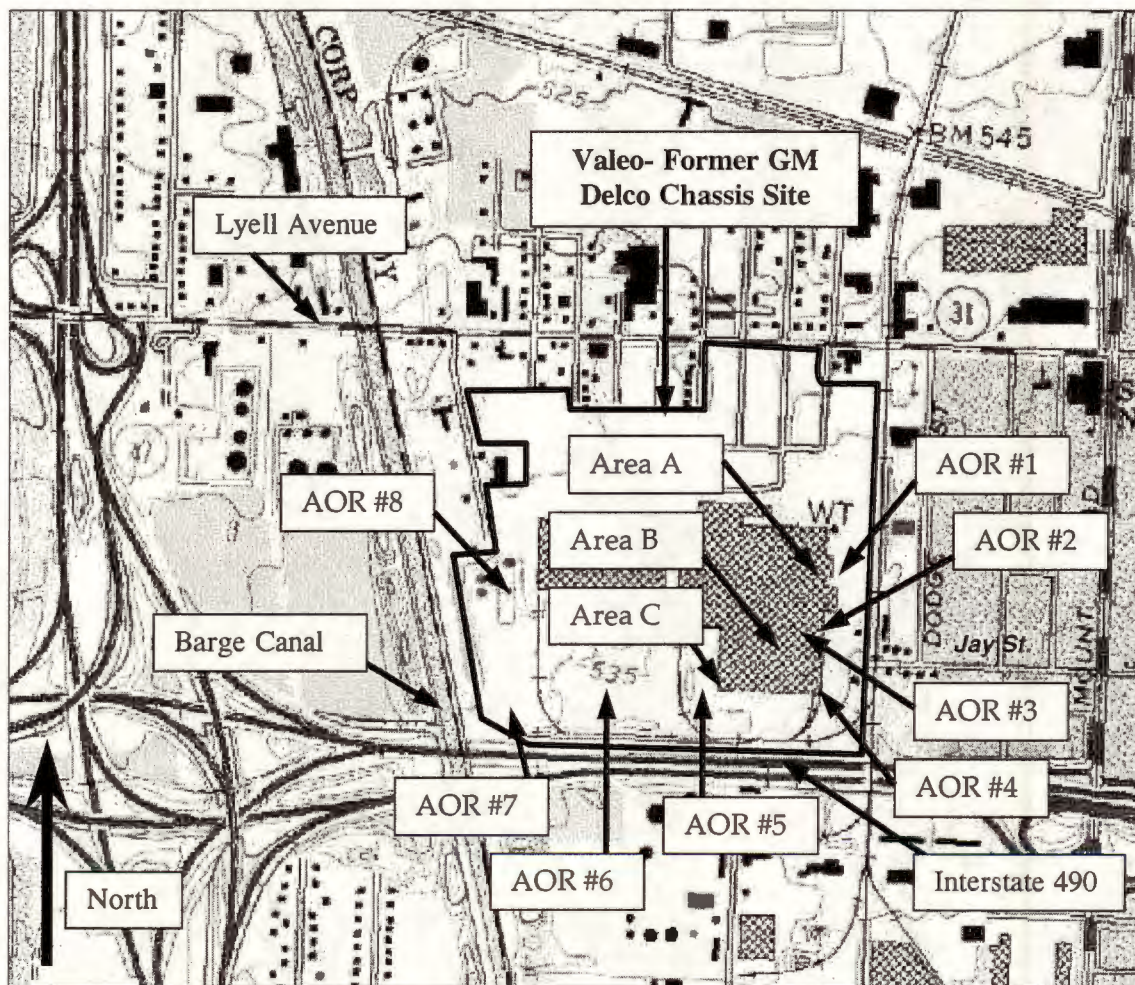 CORP
BDY
525
BM 545
Valeo- Former GM
Delco Chassis Site
Lyell Avenue
31
Area A
AOR #1
AOR #8
WT
Area B
AOR #2
Area C
Barge Canal
Jay St.
MOUNT
535
AOR #3
AOR #7
AOR #5
AOR #4
AOR #6
Interstate 490
North